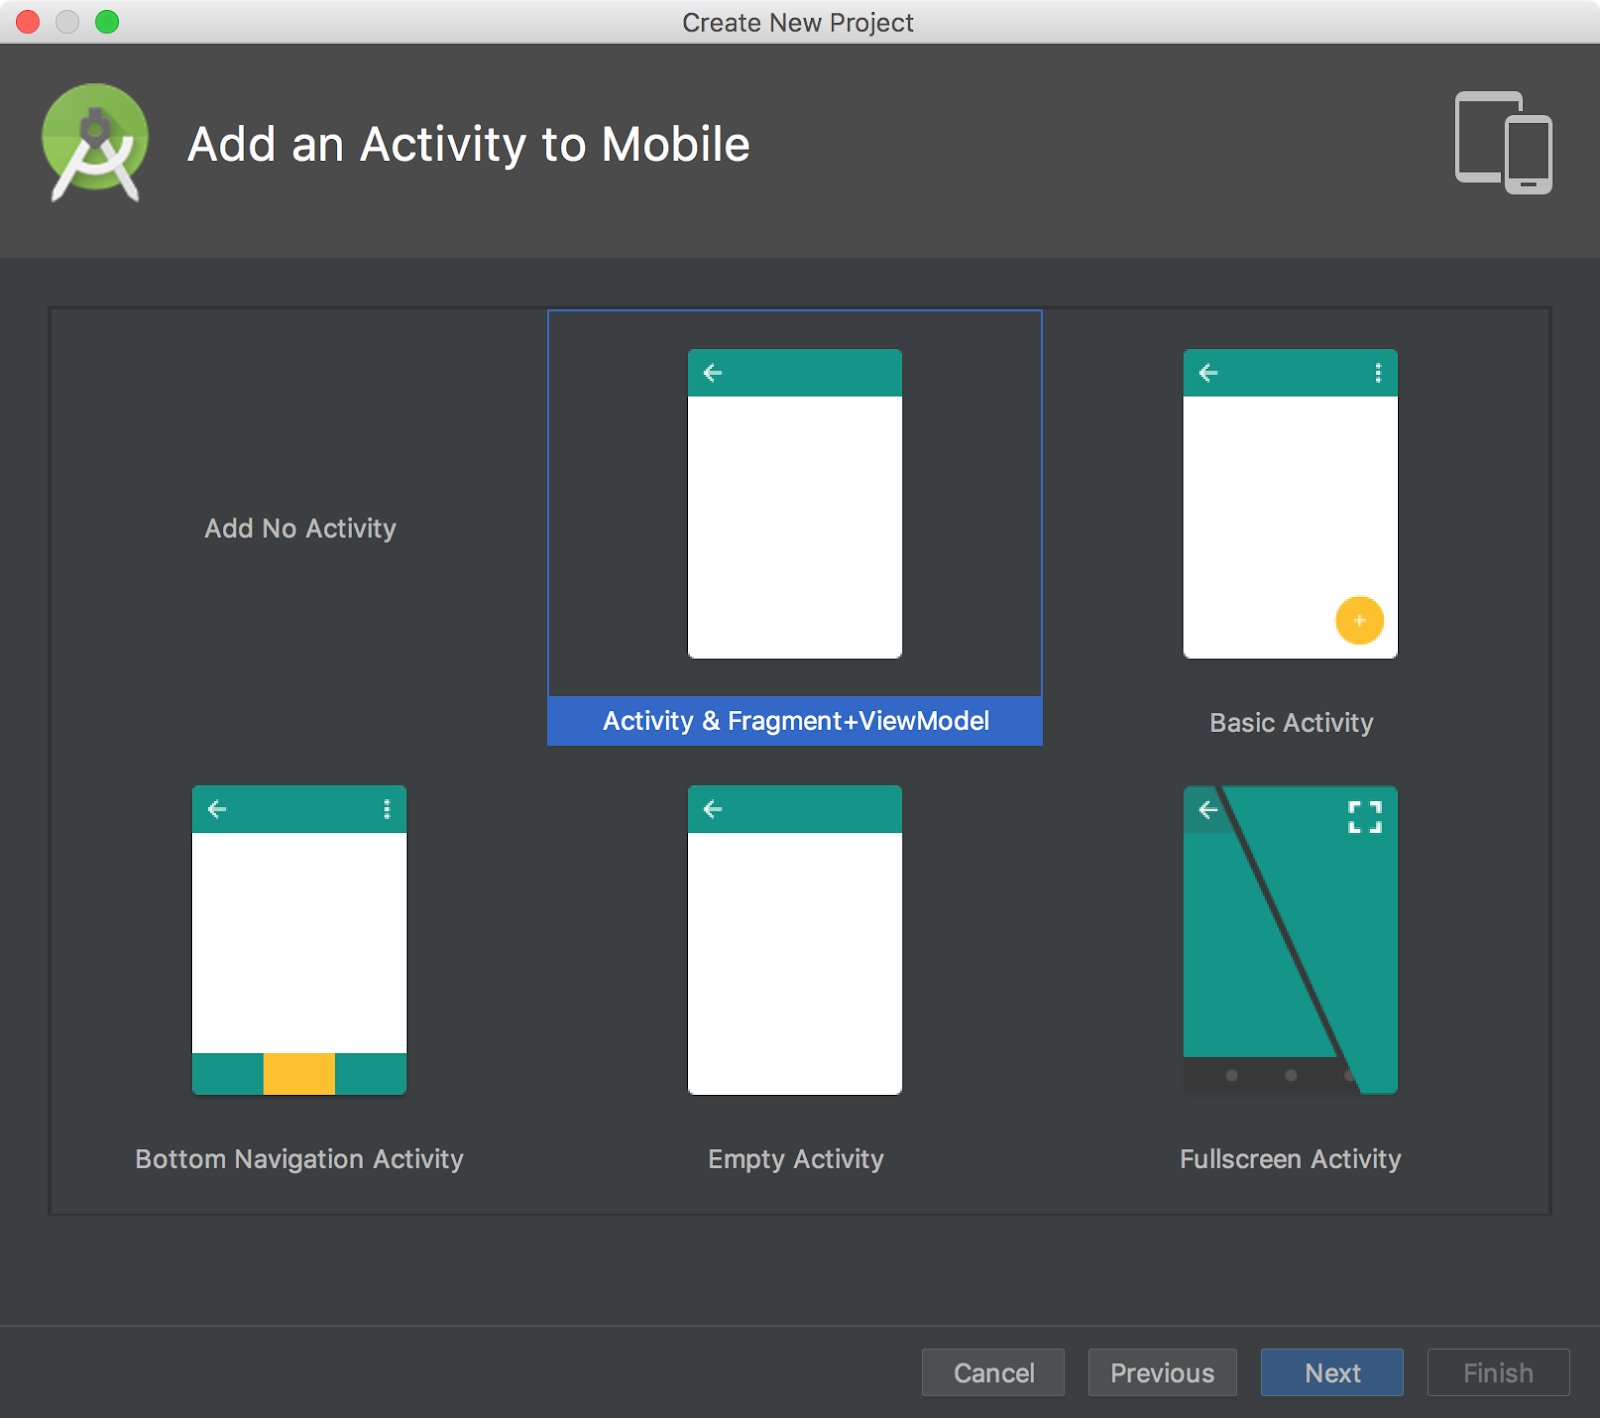 Create New Project
Add an Activity to Mobile
Add No Activity
Activity & Fragment+ViewModel
Basic Activity
Bottom Navigation Activity
Empty Activity
Fullscreen Activity
Cancel
Previous
Next
Finish